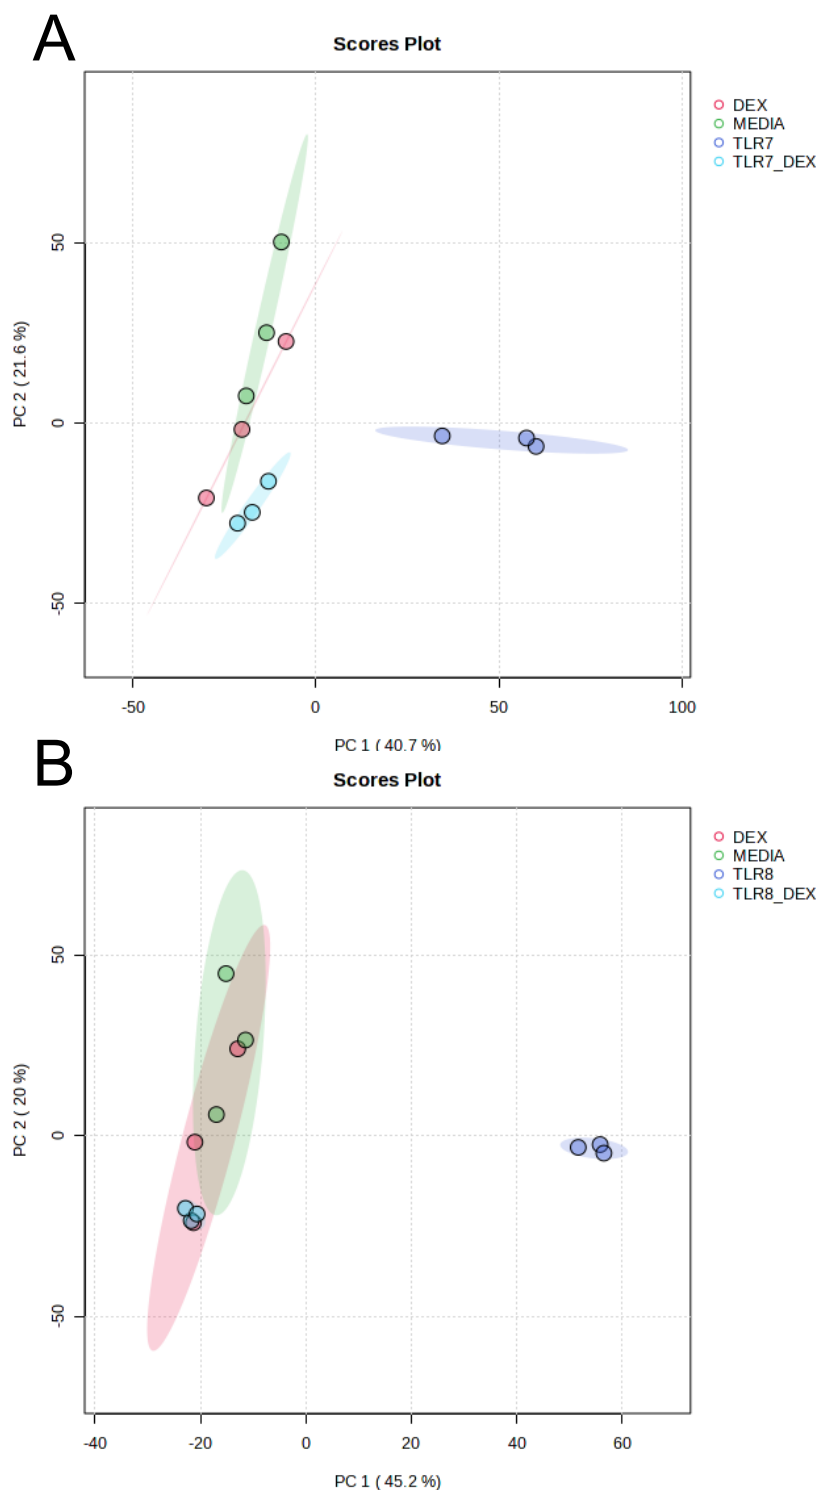 A
Scores Plot
DEX
MEDIA
TLR7
TLR7_DEX
50
0
-50
PC 2 ( 21.6 %)
-50 0 50 100
PC 1 ( 40.7 %)
B
Scores Plot
DEX
MEDIA
TLR8
TLR8_DEX
50
0
-50
PC 2 ( 20 %)
-40 -20 0 20 40 60
PC 1 ( 45.2 %)